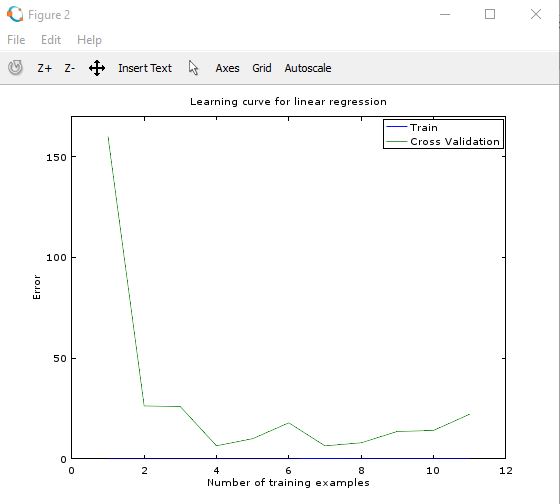 Figure 2
File Edit Help
Z+ Z- Insert Text Axes Grid Autoscale
Learning curve for linear regression
Train
Cross Validation
150
100
50
0
Error
0 2 4 6 8 10 12
Number of training examples